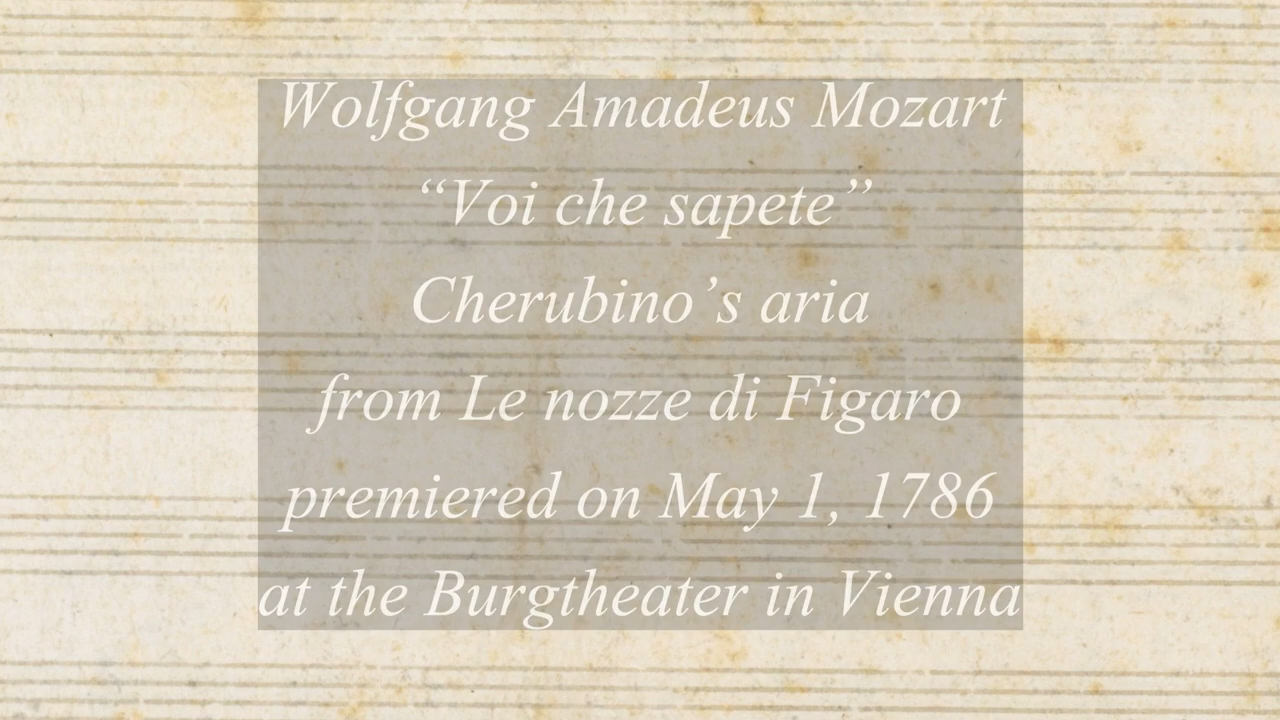 Wolfgang Amadeus Mozart
“Voi che sapete”
Cherubino’s aria
from Le nozze di Figaro
premiered on May 1, 1786
at the Burgtheater in Vienna